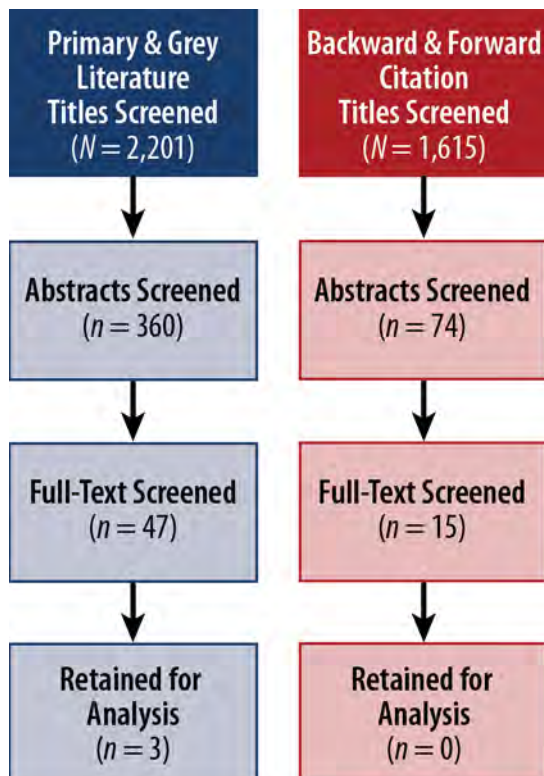 Primary & Grey
Literature
Titles Screened
(N = 2,201)
Abstracts Screened
(n = 360)
Full-Text Screened
(n = 47)
Retained for
Analysis
(n = 3)
Backward & Forward
Citation
Titles Screened
(N = 1,615)
Abstracts Screened
(n = 74)
Full-Text Screened
(n = 15)
Retained for
Analysis
(n = 0)